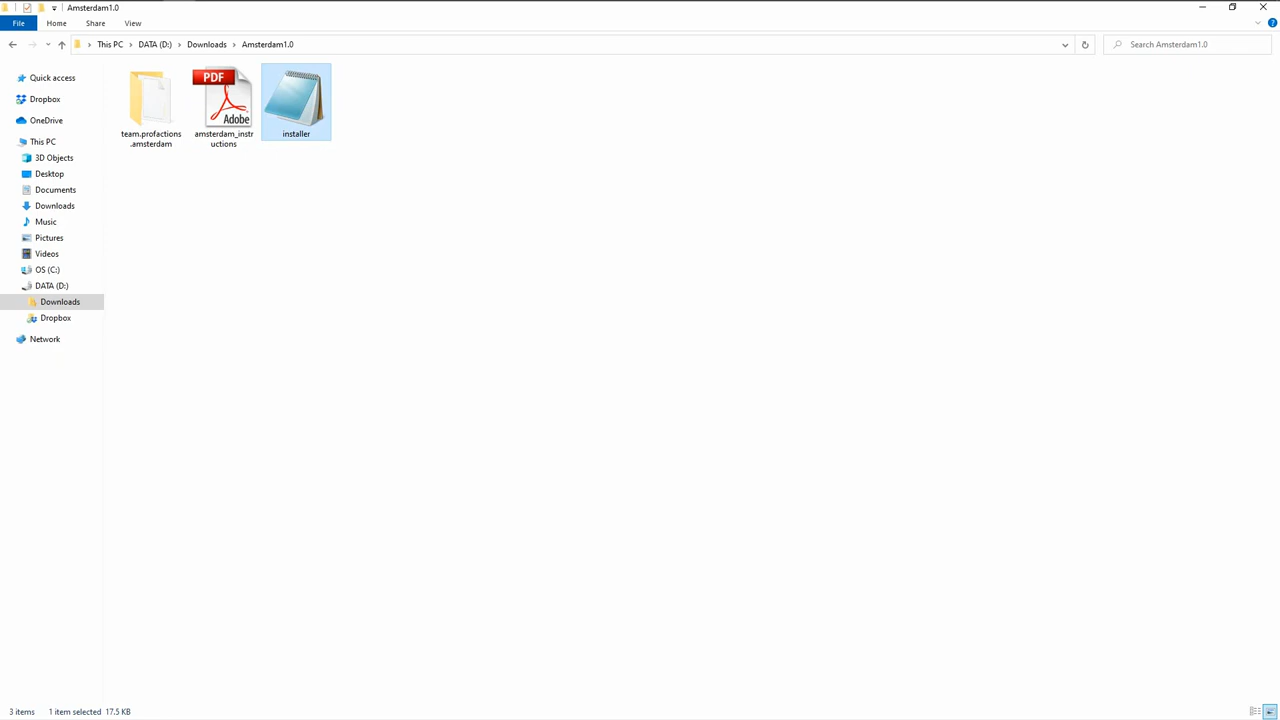 Amsterdam1.0
File Home Share View
This PC DATA (D:) Downloads Amsterdam1.0
Search Amsterdam1.0
Quick access
Dropbox
OneDrive
This PC
3D Objects
Desktop
Documents
Downloads
Music
Pictures
Videos
OS (C:)
DATA (D:)
Downloads
Dropbox
Network
team.profactions
.amsterdam
PDF
Adobe
amsterdam_instr
uctions
installer
3 items 1 item selected 17.5 KB